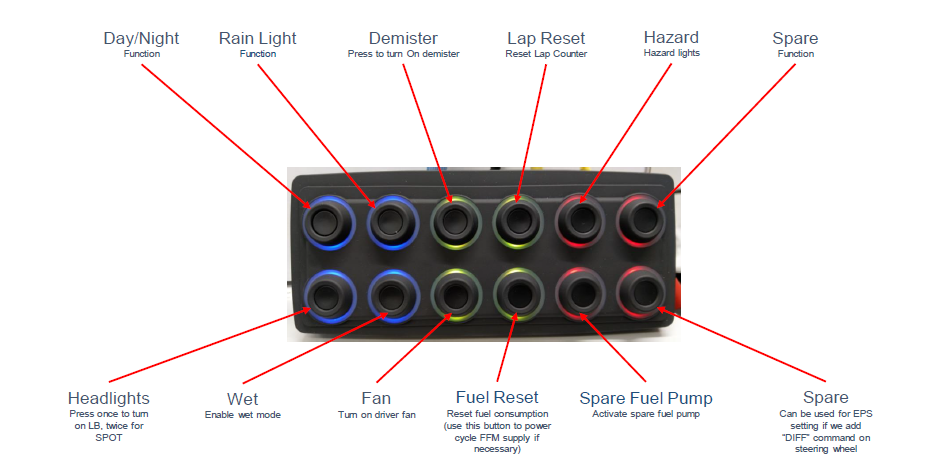 Day/Night
Function
Rain Light
Function
Demister
Press to turn On demister
Lap Reset
Reset Lap Counter
Hazard
Hazard lights
Spare
Function
Headlights
Press once to turn
on LB, twice for
SPOT
Wet
Enable wet mode
Fan
Turn on driver fan
Fuel Reset
Reset fuel consumption
(use this button to power
cycle FFM supply if
necessary)
Spare Fuel Pump
Activate spare fuel pump
Spare
Can be used for EPS
setting if we add
"DIFF" command on
steering wheel